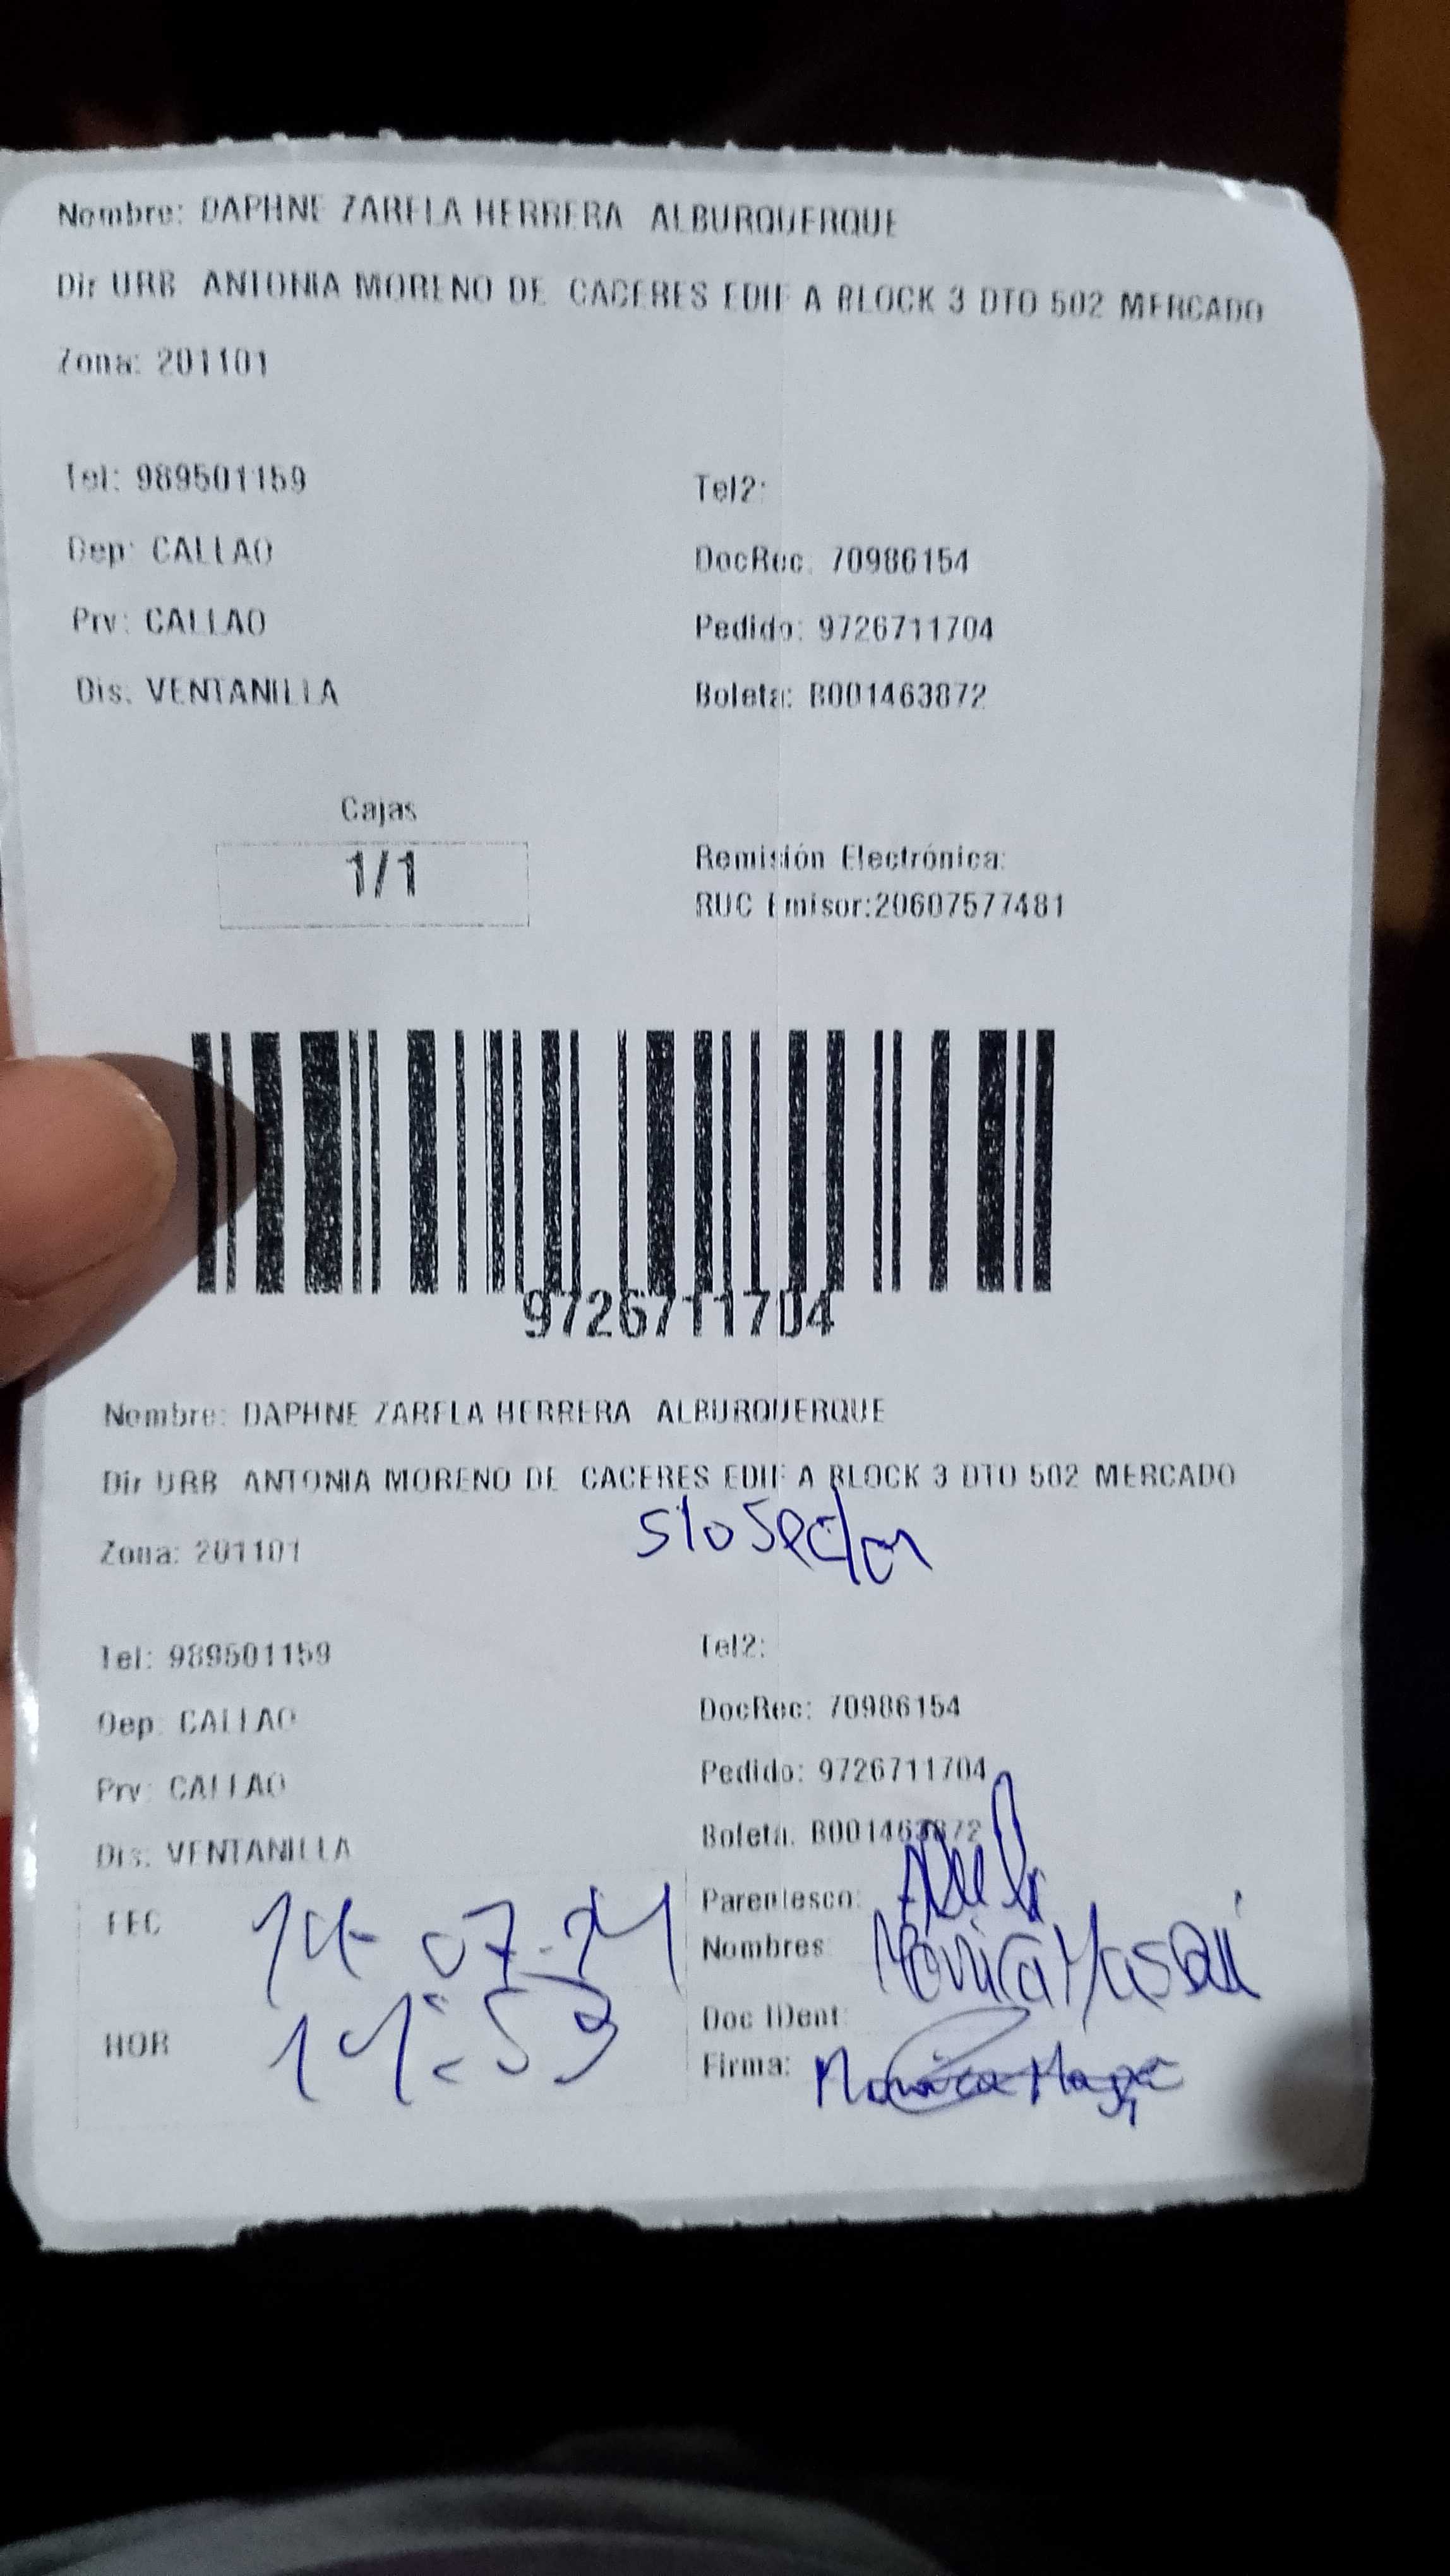 Nombre: DAPHNE ZARELA HERRERA ALBURQUERQUE
Dir URB ANTONIA MORENO DE CACERES EDIF A BLOCK 3 DTO 502 MERCADO
Zona: 201101
Tel: 989501159 Tel2:
Dep: CALLAO DocRec: 70986154
Prv: CALLAO Pedido: 9726711704
Dis: VENTANILLA Boleta: B001463872
Cajas
1/1
Remisión Electrónica:
RUC Emisor:20607577481
9726711704
Nombre: DAPHNE ZARELA HERRERA ALBURQUERQUE
Dir URB ANTONIA MORENO DE CACERES EDIF A BLOCK 3 DTO 502 MERCADO
Zona: 201101
Tel: 989501159 Tel2:
Dep: CALLAO DocRec: 70986154
Prv: CALLAO Pedido: 9726711704
Dis: VENTANILLA Boleta: B001463872
FEC
Parentesco:
Nombres: Mónica
Doc IDent:
HOR
Firma: Monica